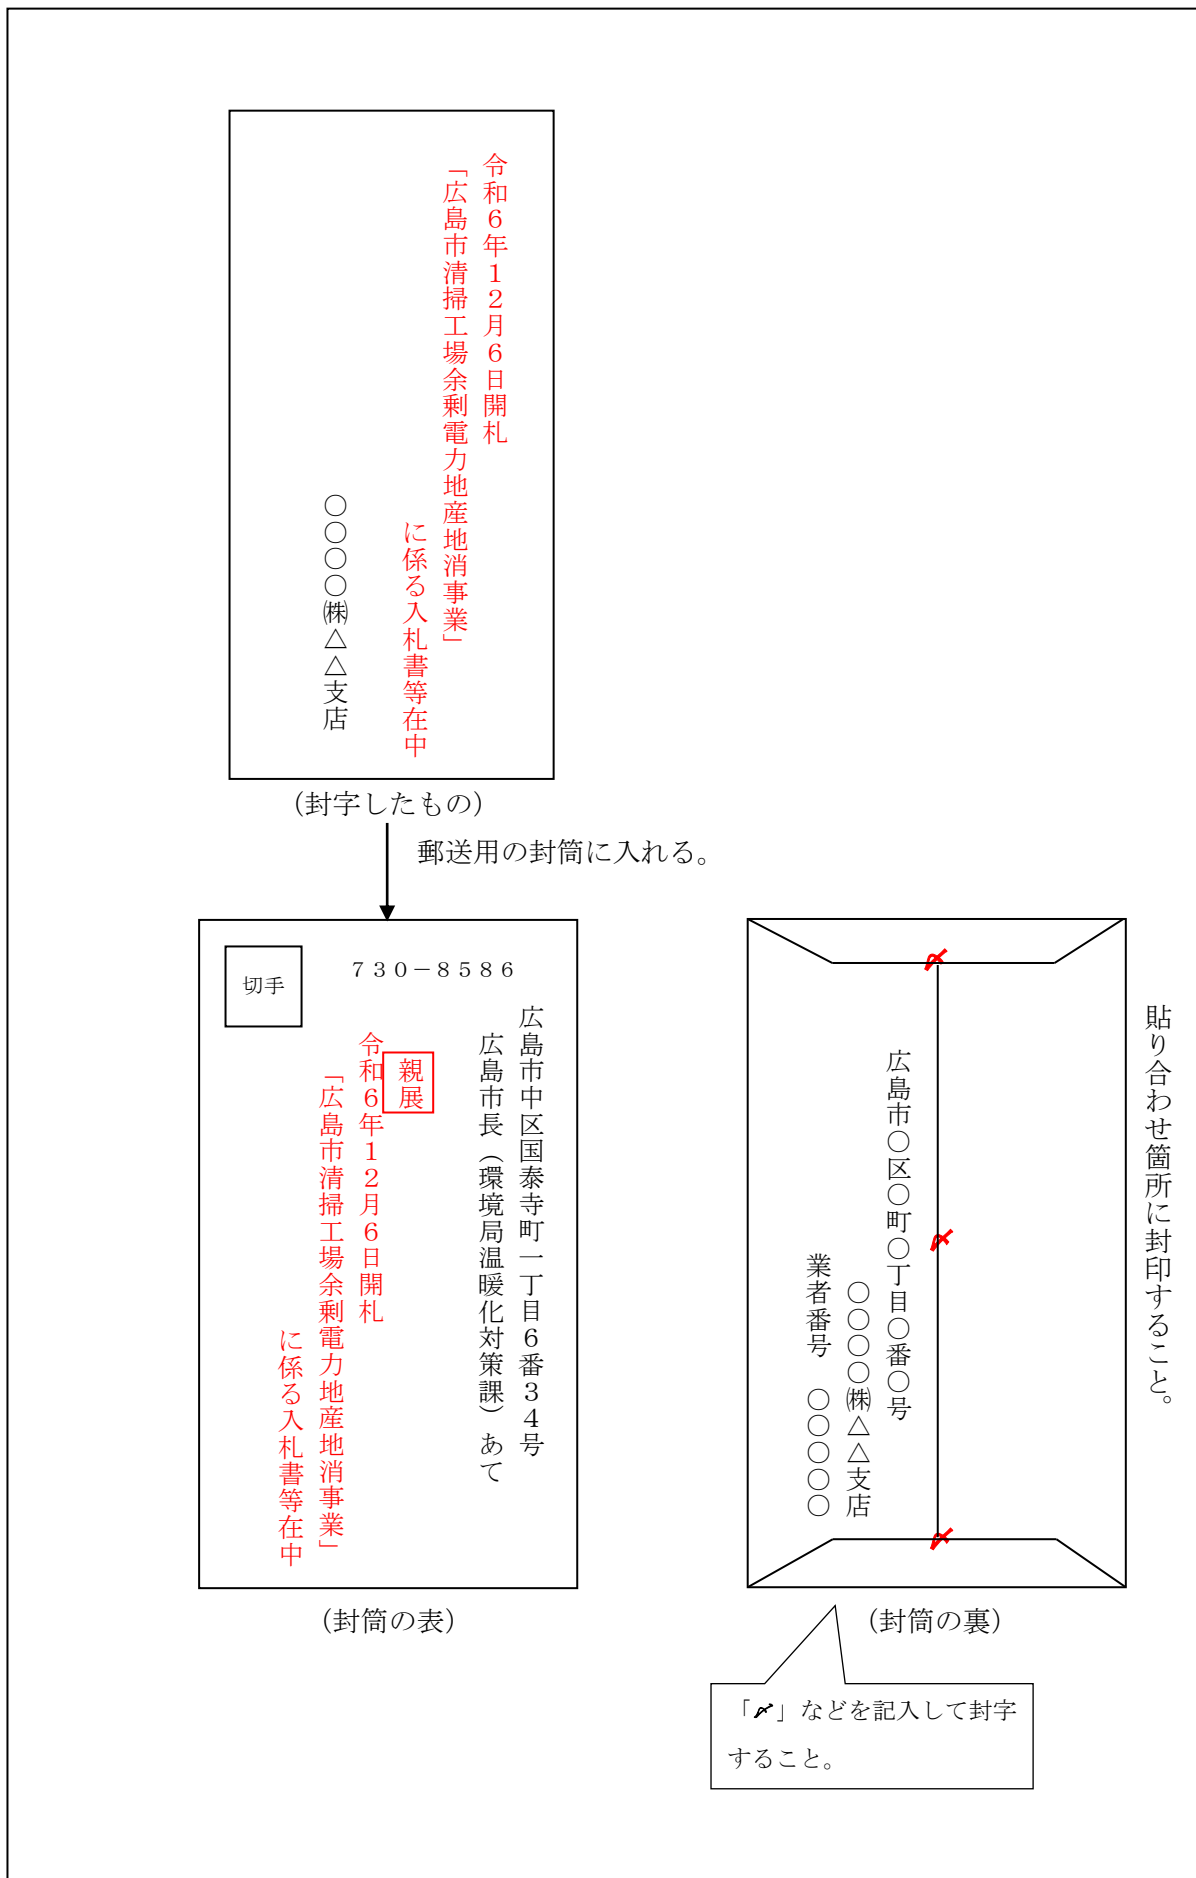 令和６年１２月６日開札
「広島市清掃工場余剰電力地産地消事業」
に係る入札書等在中
○○○○㈱△△支店
（封字したもの）
郵送用の封筒に入れる。
切手
７３０－８５８６
広島市中区国泰寺町一丁目６番３４号
広島市長（環境局温暖化対策課）あて
親展
令和６年１２月６日開札
「広島市清掃工場余剰電力地産地消事業」
に係る入札書等在中
（封筒の表）
貼り合わせ箇所に封印すること。
〆
〆
〆
広島市○区○町○丁目○番○号
○○○○㈱△△支店
業者番号　○○○○○
（封筒の裏）
「〆」などを記入して封字
すること。